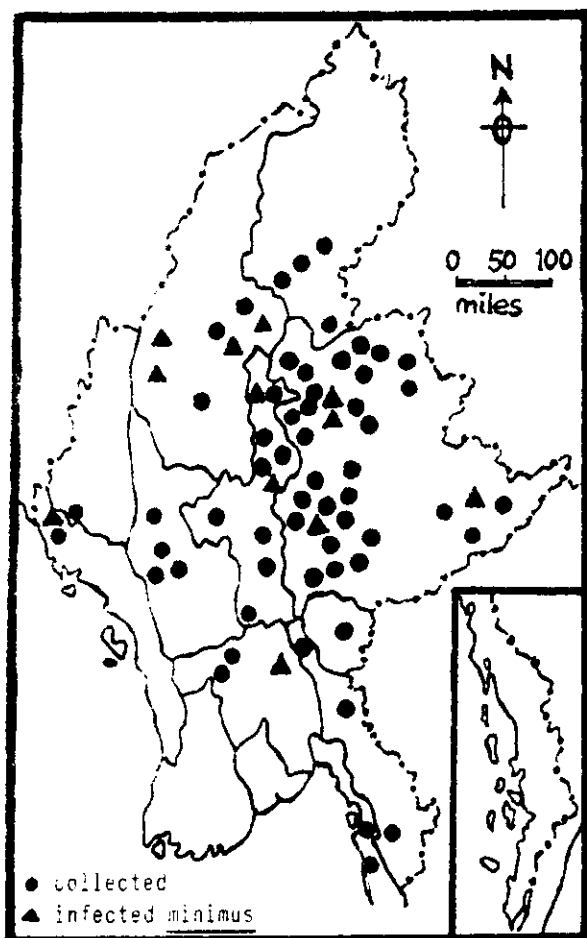 N
0 50 100
miles
● collected
▲ infected minimus